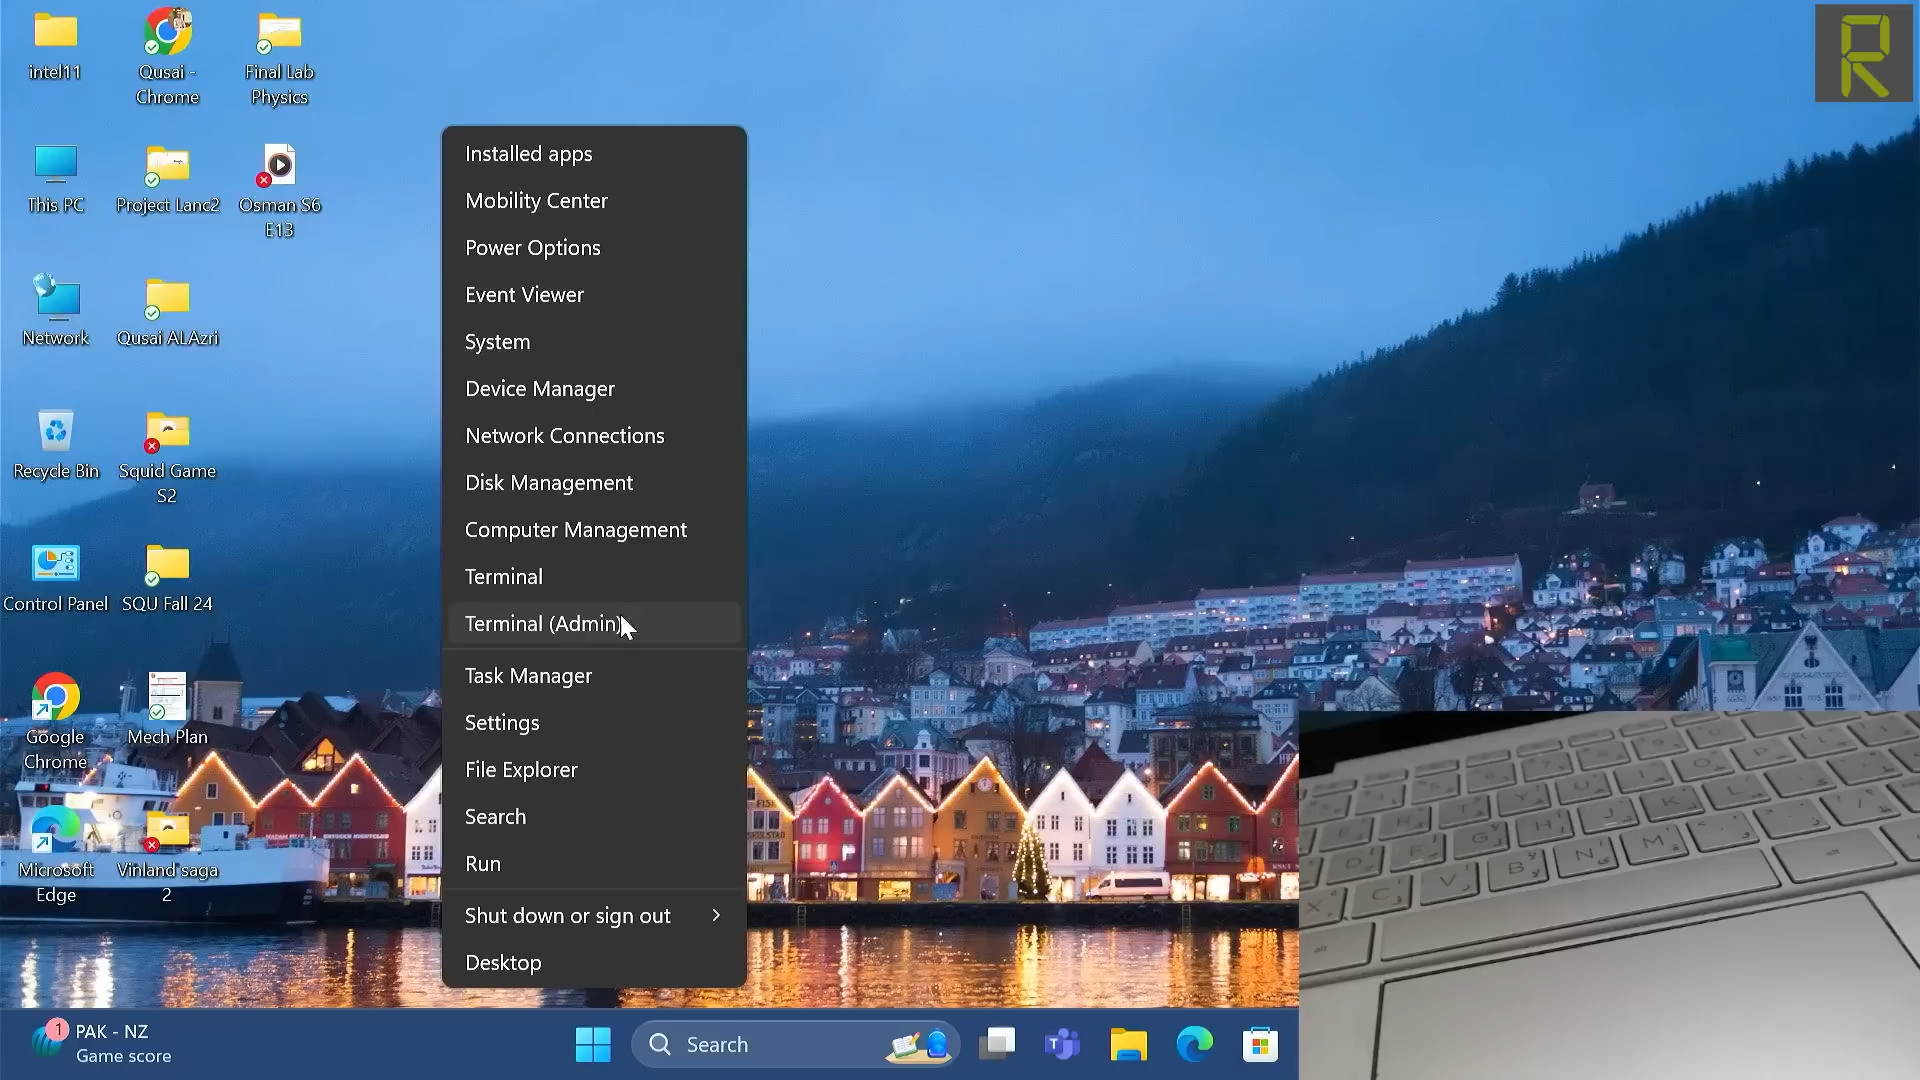 intel11
Qusai -
Chrome
Final Lab
Physics
This PC
Project Lanc2
Osman S6
E13
Network
Qusai ALAzri
Recycle Bin
Squid Game
S2
Control Panel
SQU Fall 24
Google
Chrome
Mech Plan
Microsoft
Edge
Vinland saga
2
Installed apps
Mobility Center
Power Options
Event Viewer
System
Device Manager
Network Connections
Disk Management
Computer Management
Terminal
Terminal (Admin)
Task Manager
Settings
File Explorer
Search
Run
Shut down or sign out
Desktop
R
1
PAK - NZ
Game score
Search
T